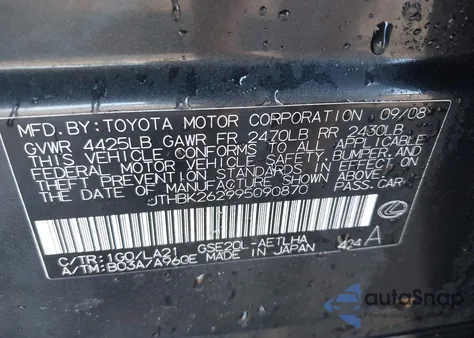 MFD.BY:TOYOTA MOTOR CORPORATION 09/08
GVWR 4425LB GAWR FR 2470LB RR 2430LB
THIS VEHICLE CONFORMS TO ALL APPLICABLE
FEDERAL MOTOR VEHICLE SAFETY, BUMPER, AND
THEFT PREVENTION STANDARDS IN EFFECT ON
THE DATE OF MANUFACTURE SHOWN ABOVE.
JTHBK262995090870 PASS.CAR
C/TR:1G0/LA21 GSE20L-AETLHA
A/TM:B03A/A960E MADE IN JAPAN 424 A
autoSnap